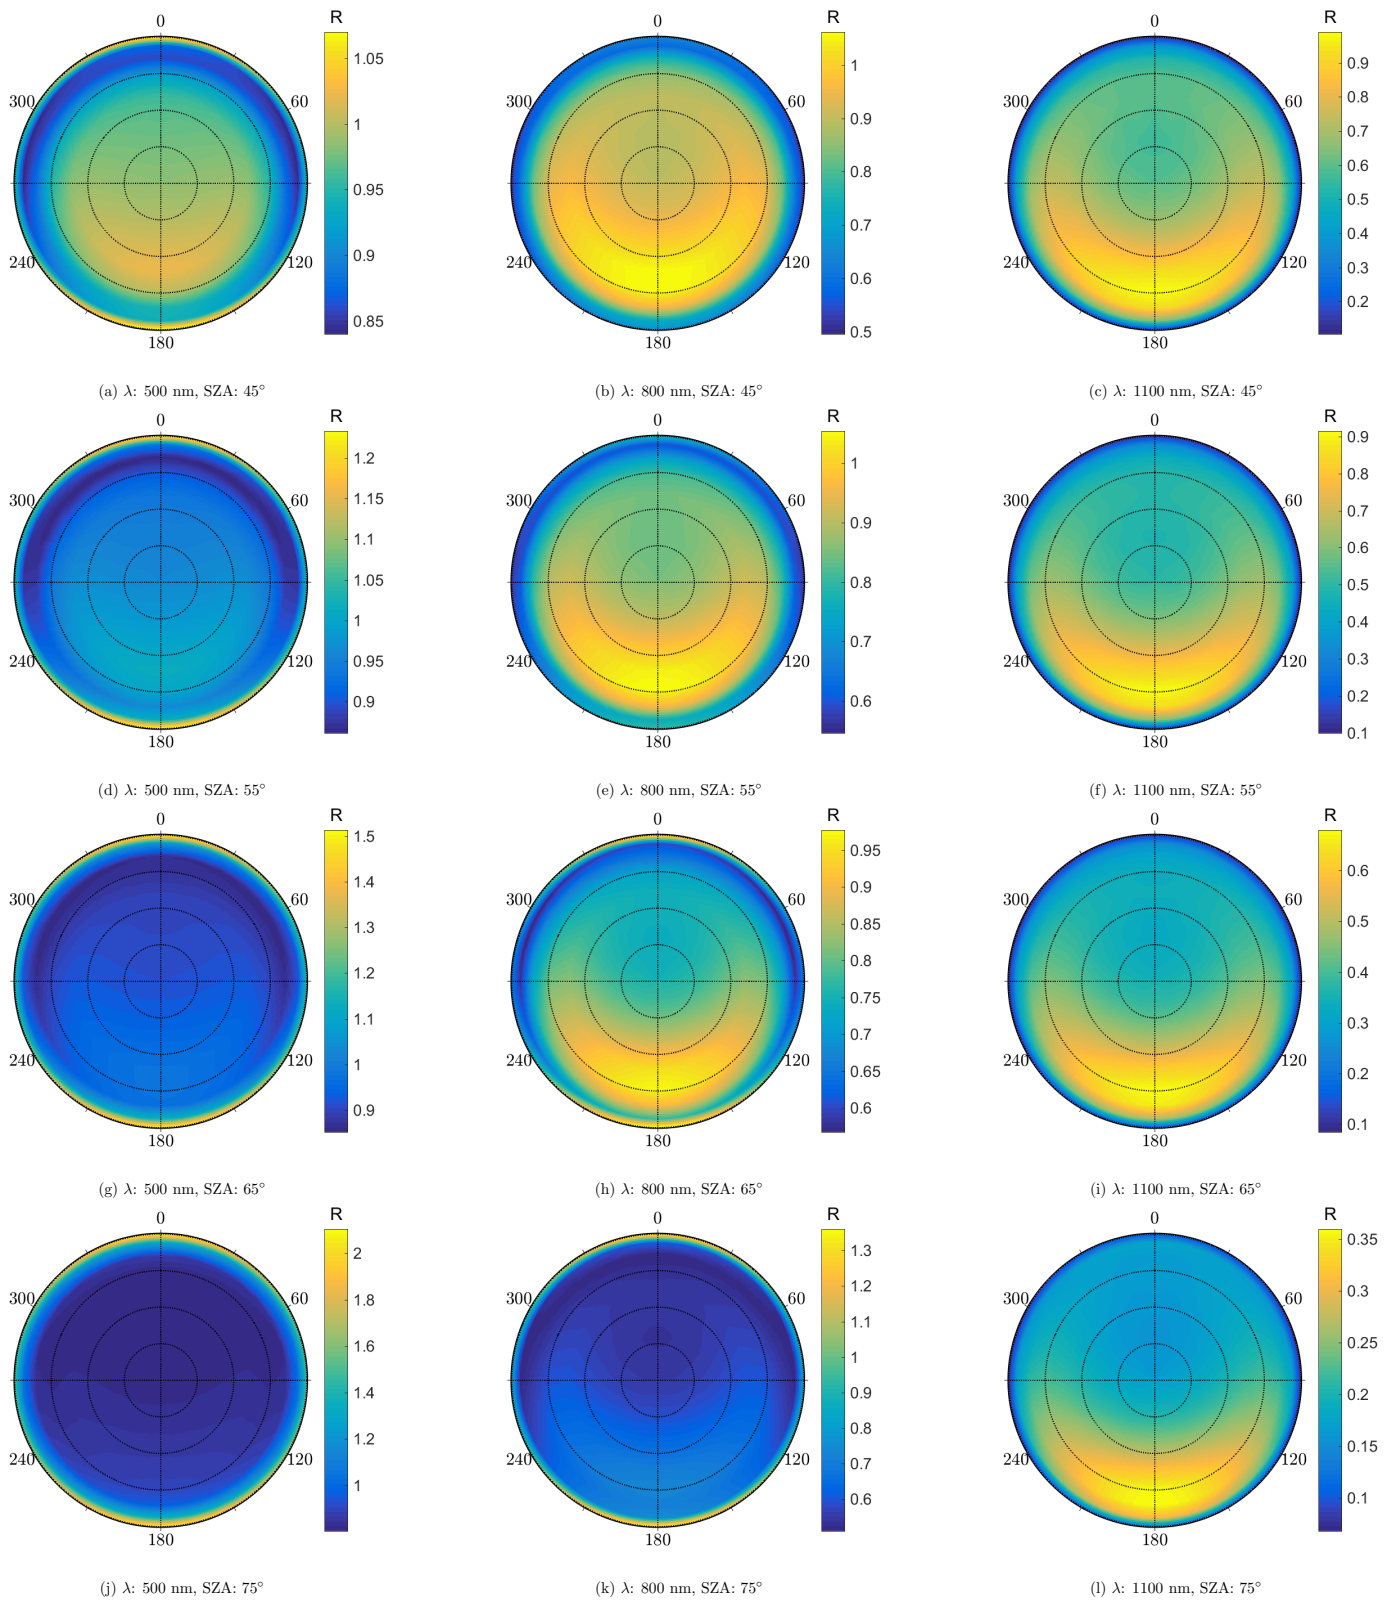 R R R
0 0 0
300 60 300 60 300 60
240 120 240 120 240 120
180 180 180
1.05 1 0.95 0.9 0.85
1 0.9 0.8 0.7 0.6 0.5
0.9 0.8 0.7 0.6 0.5 0.4 0.3 0.2
(a) λ: 500 nm, SZA: 45° (b) λ: 800 nm, SZA: 45° (c) λ: 1100 nm, SZA: 45°
R R R
0 0 0
300 60 300 60 300 60
240 120 240 120 240 120
180 180 180
1.2 1.15 1.1 1.05 1 0.95 0.9
1 0.9 0.8 0.7 0.6
0.9 0.8 0.7 0.6 0.5 0.4 0.3 0.2 0.1
(d) λ: 500 nm, SZA: 55° (e) λ: 800 nm, SZA: 55° (f) λ: 1100 nm, SZA: 55°
R R R
0 0 0
300 60 300 60 300 60
240 120 240 120 240 120
180 180 180
1.5 1.4 1.3 1.2 1.1 1 0.9
0.95 0.9 0.85 0.8 0.75 0.7 0.65 0.6
0.6 0.5 0.4 0.3 0.2 0.1
(g) λ: 500 nm, SZA: 65° (h) λ: 800 nm, SZA: 65° (i) λ: 1100 nm, SZA: 65°
R R R
0 0 0
300 60 300 60 300 60
240 120 240 120 240 120
180 180 180
2 1.8 1.6 1.4 1.2 1
1.3 1.2 1.1 1 0.9 0.8 0.7 0.6
0.35 0.3 0.25 0.2 0.15 0.1
(j) λ: 500 nm, SZA: 75° (k) λ: 800 nm, SZA: 75° (l) λ: 1100 nm, SZA: 75°